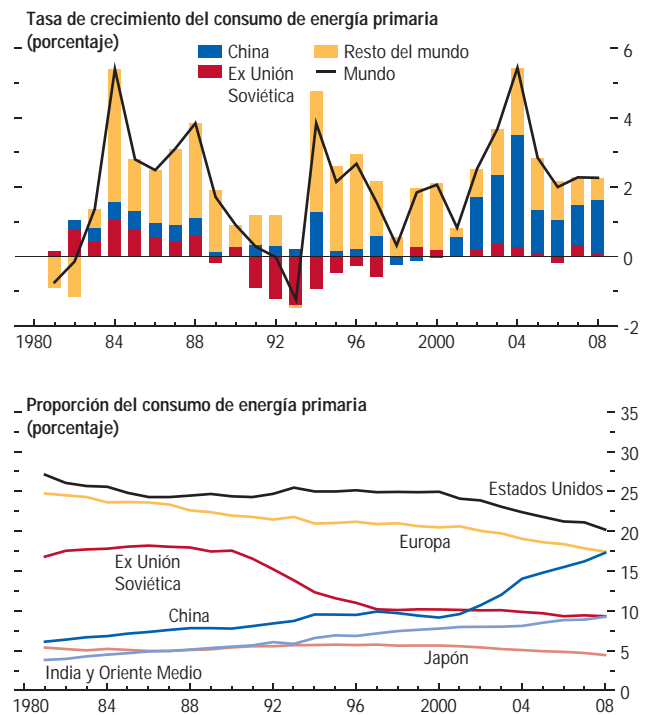 Tasa de crecimiento del consumo de energía primaria
(porcentaje)
China
Resto del mundo
Ex Unión
Soviética
Mundo
6
4
2
0
-2
1980 84 88 92 96 2000 04 08
Proporción del consumo de energía primaria
(porcentaje)
35
30
25
20
15
10
5
0
Estados Unidos
Europa
Ex Unión
Soviética
China
India y Oriente Medio
Japón
1980 84 88 92 96 2000 04 08